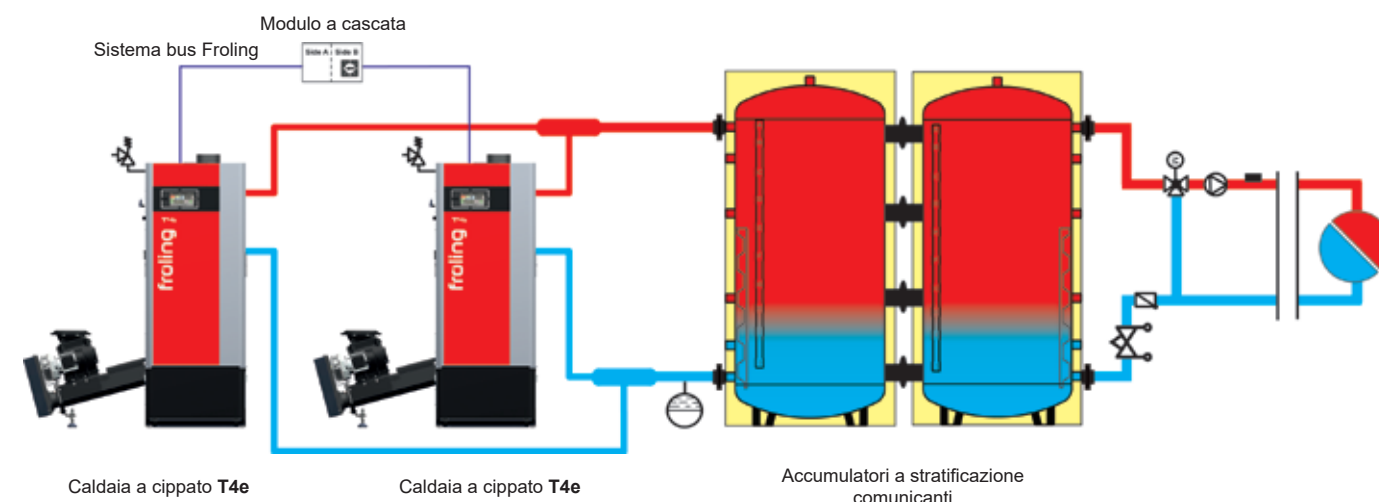 Modulo a cascata
Sistema bus Froling
Side A
Side B
froling
froling
Caldaia a cippato T4e
Caldaia a cippato T4e
Accumulatori a stratificazione
comunicanti